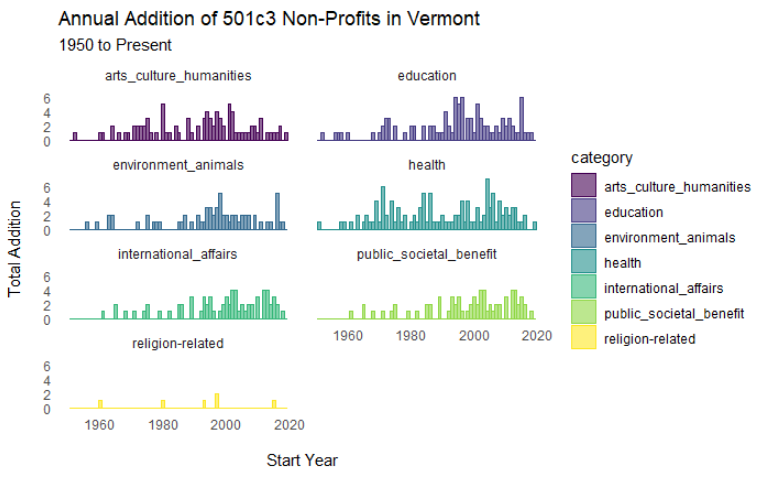 Annual Addition of 501c3 Non-Profits in Vermont
1950 to Present
arts_culture_humanities
education
6
4
2
0
environment_animals
health
6
4
2
0
international_affairs
public_societal_benefit
6
4
2
0
religion-related
1960 1980 2000 2020
6
4
2
0
1960 1980 2000 2020
Total Addition
Start Year
category
arts_culture_humanities
education
environment_animals
health
international_affairs
public_societal_benefit
religion-related